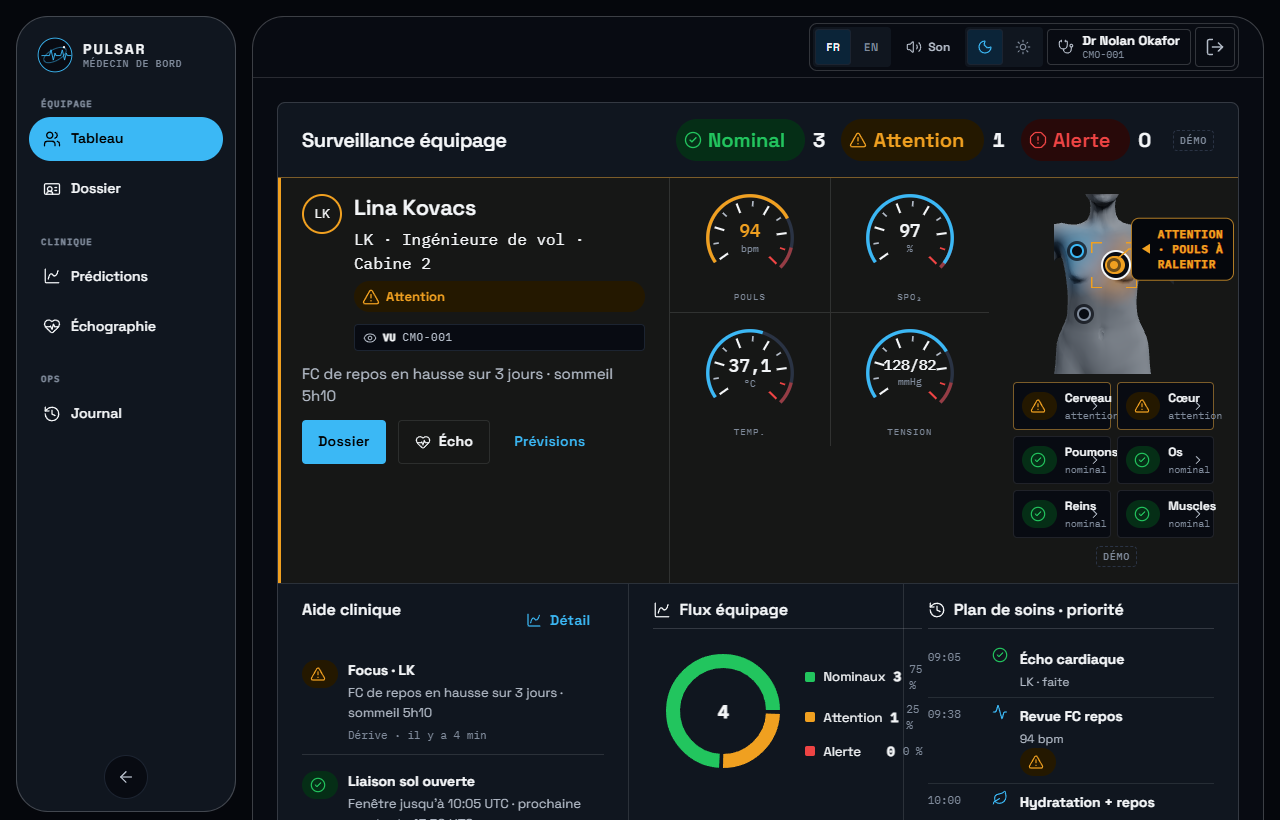 PULSAR
MÉDECIN DE BORD
ÉQUIPAGE
Tableau
Dossier
CLINIQUE
Prédictions
Échographie
OPS
Journal
FR
EN
Son
Dr Nolan Okafor
CMO-001
Surveillance équipage
Nominal 3
Attention 1
Alerte 0
DÉMO
LK
Lina Kovacs
LK · Ingénieure de vol ·
Cabine 2
Attention
VU CMO-001
FC de repos en hausse sur 3 jours · sommeil
5h10
Dossier
Écho
Prévisions
94
bpm
POULS
97
%
SPO₂
37,1
°C
TEMP.
128/82
mmHg
TENSION
ATTENTION
· POULS À
RALENTIR
Cerveau
attention
Cœur
attention
Poumons
nominal
Os
nominal
Reins
nominal
Muscles
nominal
DÉMO
Aide clinique
Détail
Focus · LK
FC de repos en hausse sur 3 jours ·
sommeil 5h10
Dérive · il y a 4 min
Liaison sol ouverte
Fenêtre jusqu'à 10:05 UTC · prochaine
Flux équipage
4
Nominaux 3 75 %
Attention 1 25 %
Alerte 0 0 %
Plan de soins · priorité
09:05
Écho cardiaque
LK · faite
09:38
Revue FC repos
94 bpm
10:00
Hydratation + repos